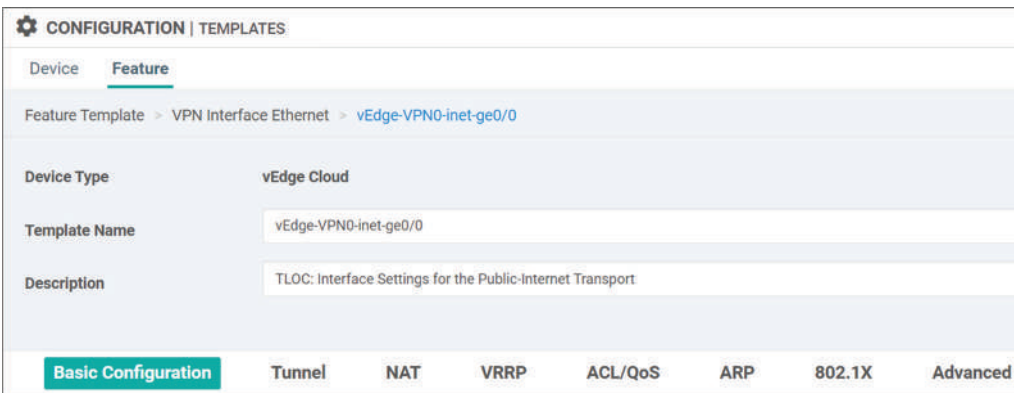 CONFIGURATION | TEMPLATES
Device Feature
Feature Template > VPN Interface Ethernet > vEdge-VPN0-inet-ge0/0
Device Type vEdge Cloud
Template Name vEdge-VPN0-inet-ge0/0
Description TLOC: Interface Settings for the Public-Internet Transport
Basic Configuration Tunnel NAT VRRP ACL/QoS ARP 802.1X Advanced